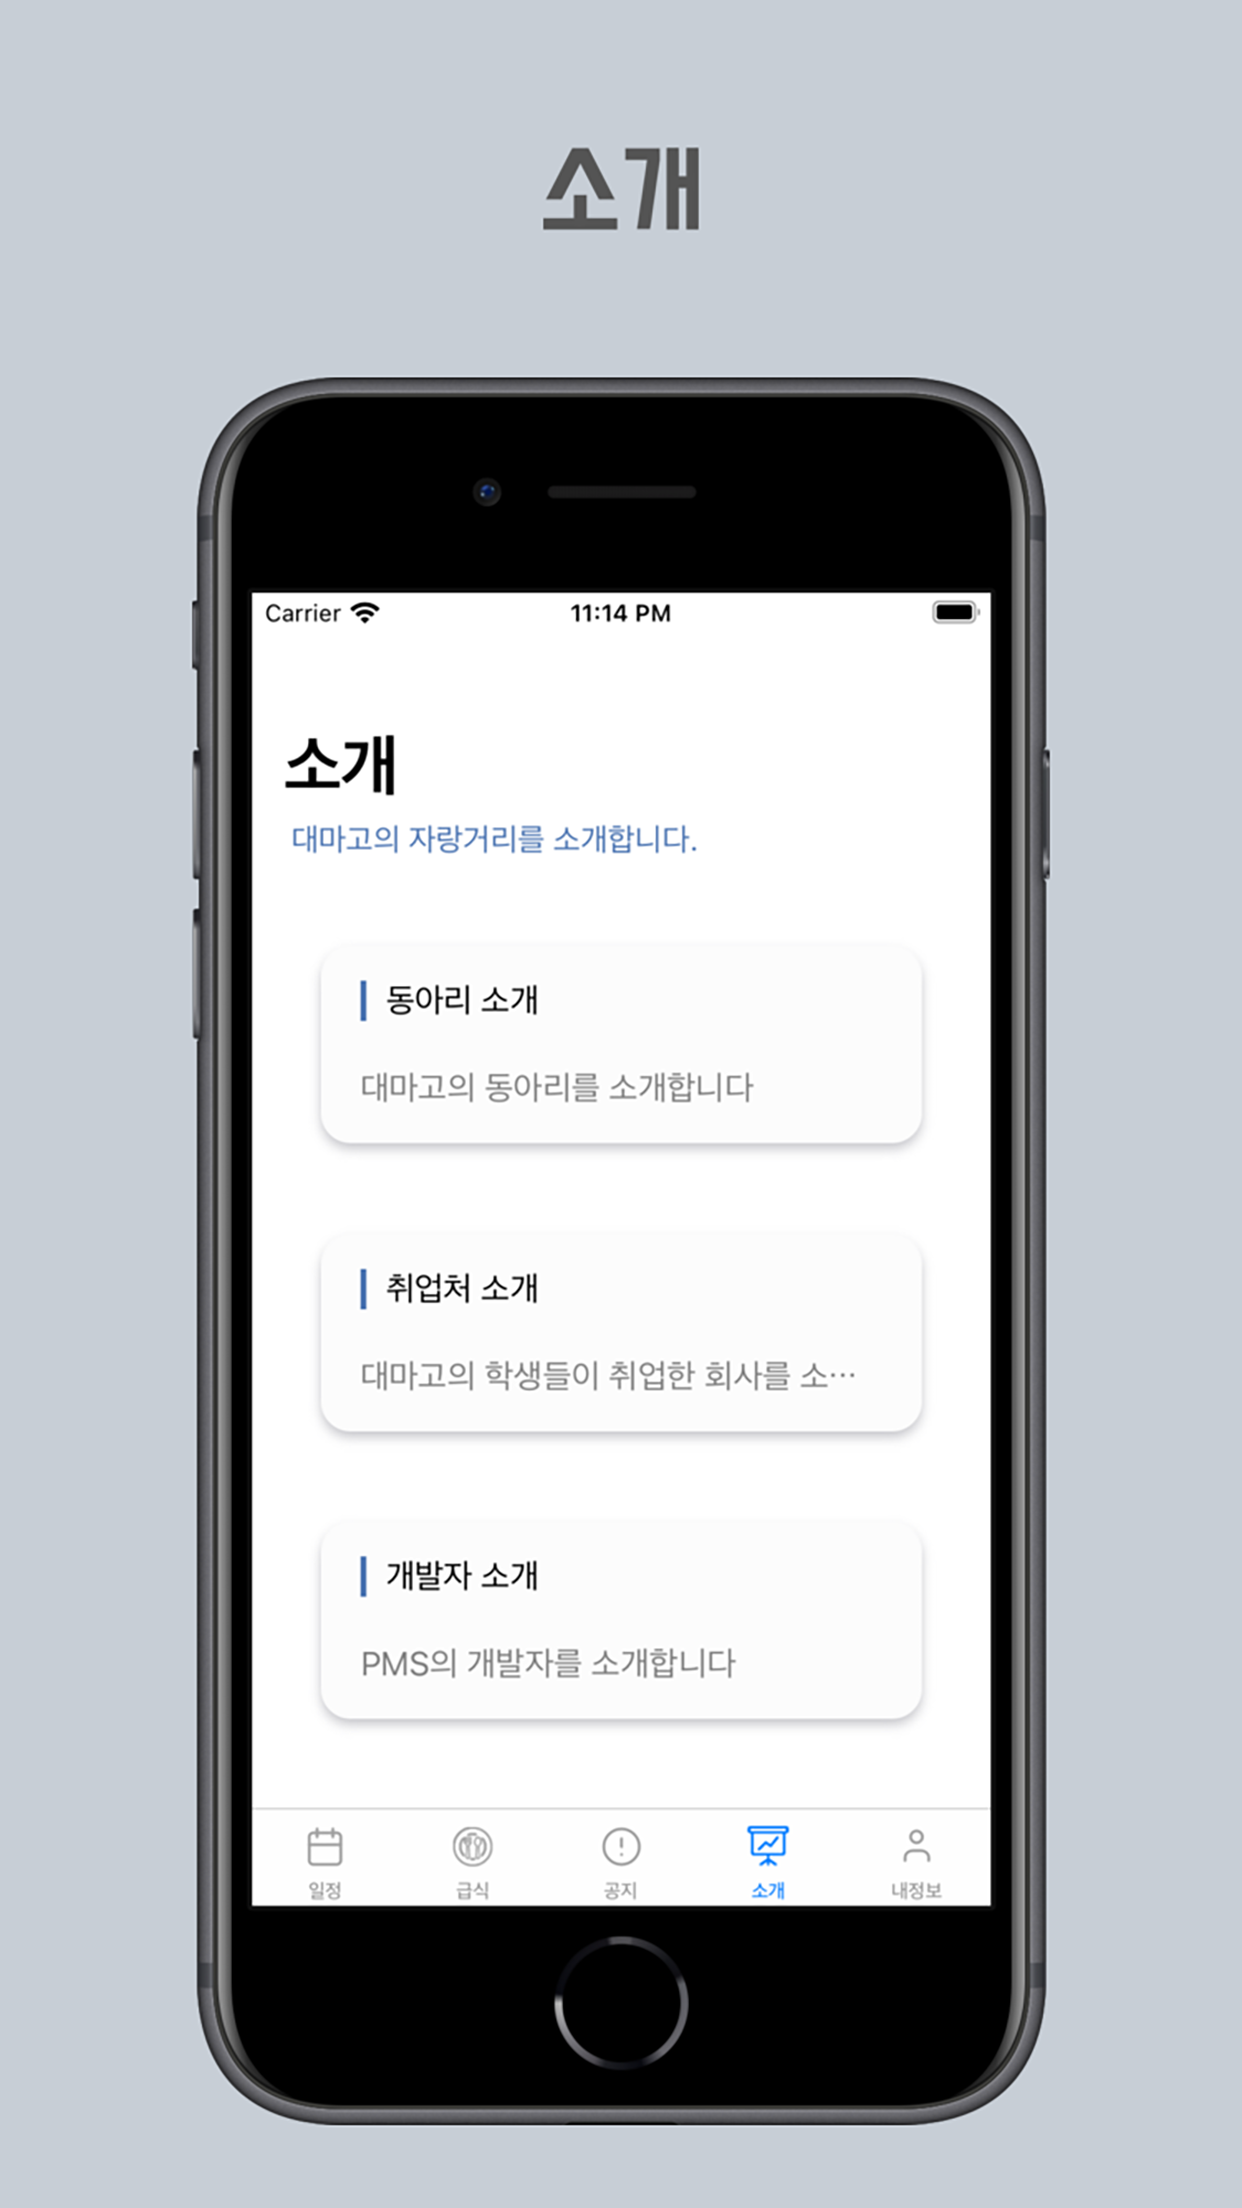 소개
Carrier 11:14 PM
소개
대마고의 자랑거리를 소개합니다.
동아리 소개
대마고의 동아리를 소개합니다
취업처 소개
대마고의 학생들이 취업한 회사를 소…
개발자 소개
PMS의 개발자를 소개합니다
일정 급식 공지 소개 내정보